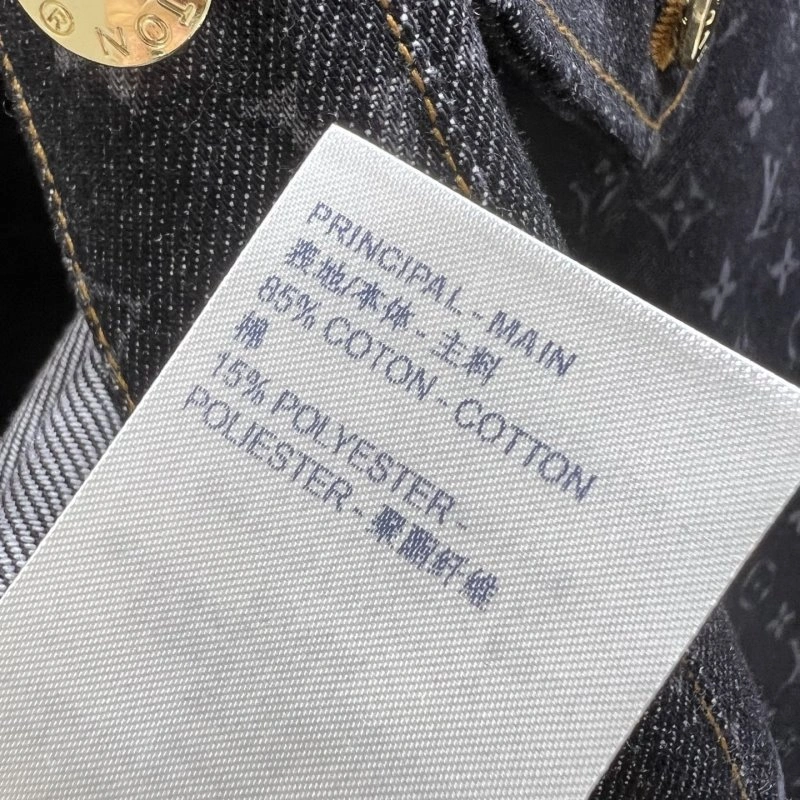 TON ®
PRINCIPAL - MAIN
表地/本体 - 主料
85% COTON - COTTON
棉
15% POLYESTER -
POLIESTER - 聚酯纤维